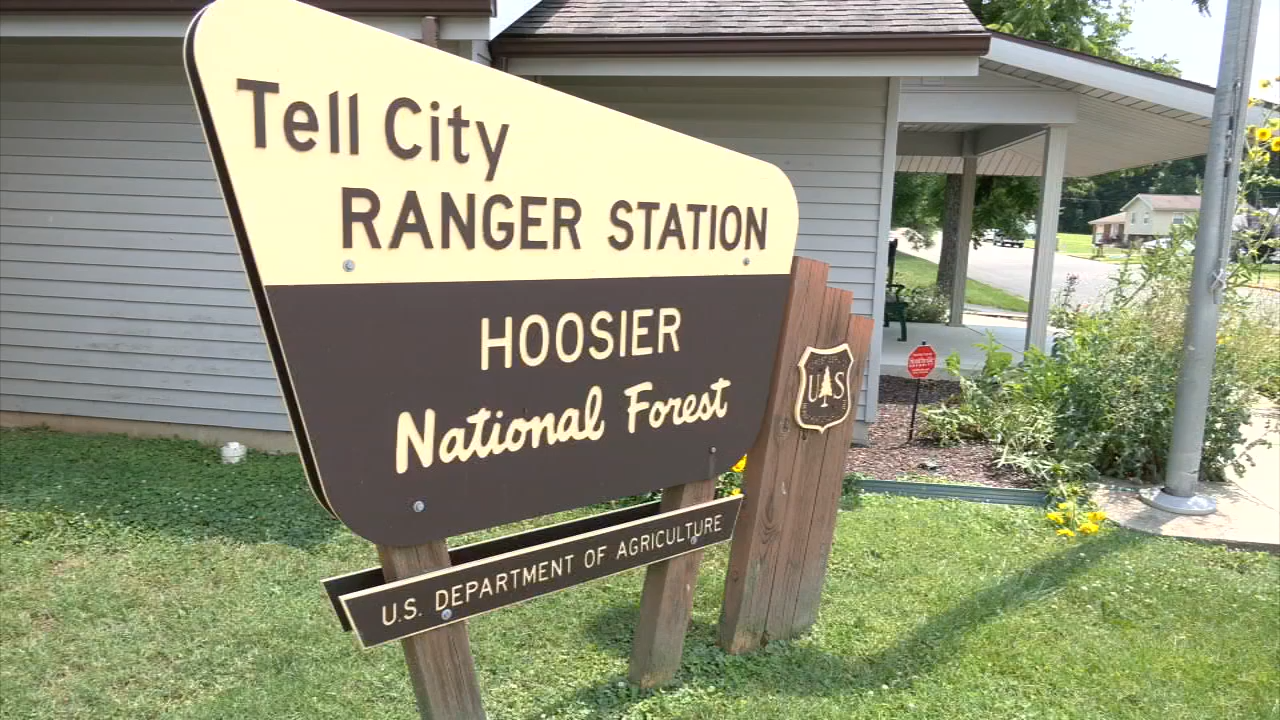 Tell City
RANGER STATION
HOOSIER
National Forest
U.S. DEPARTMENT OF AGRICULTURE
US